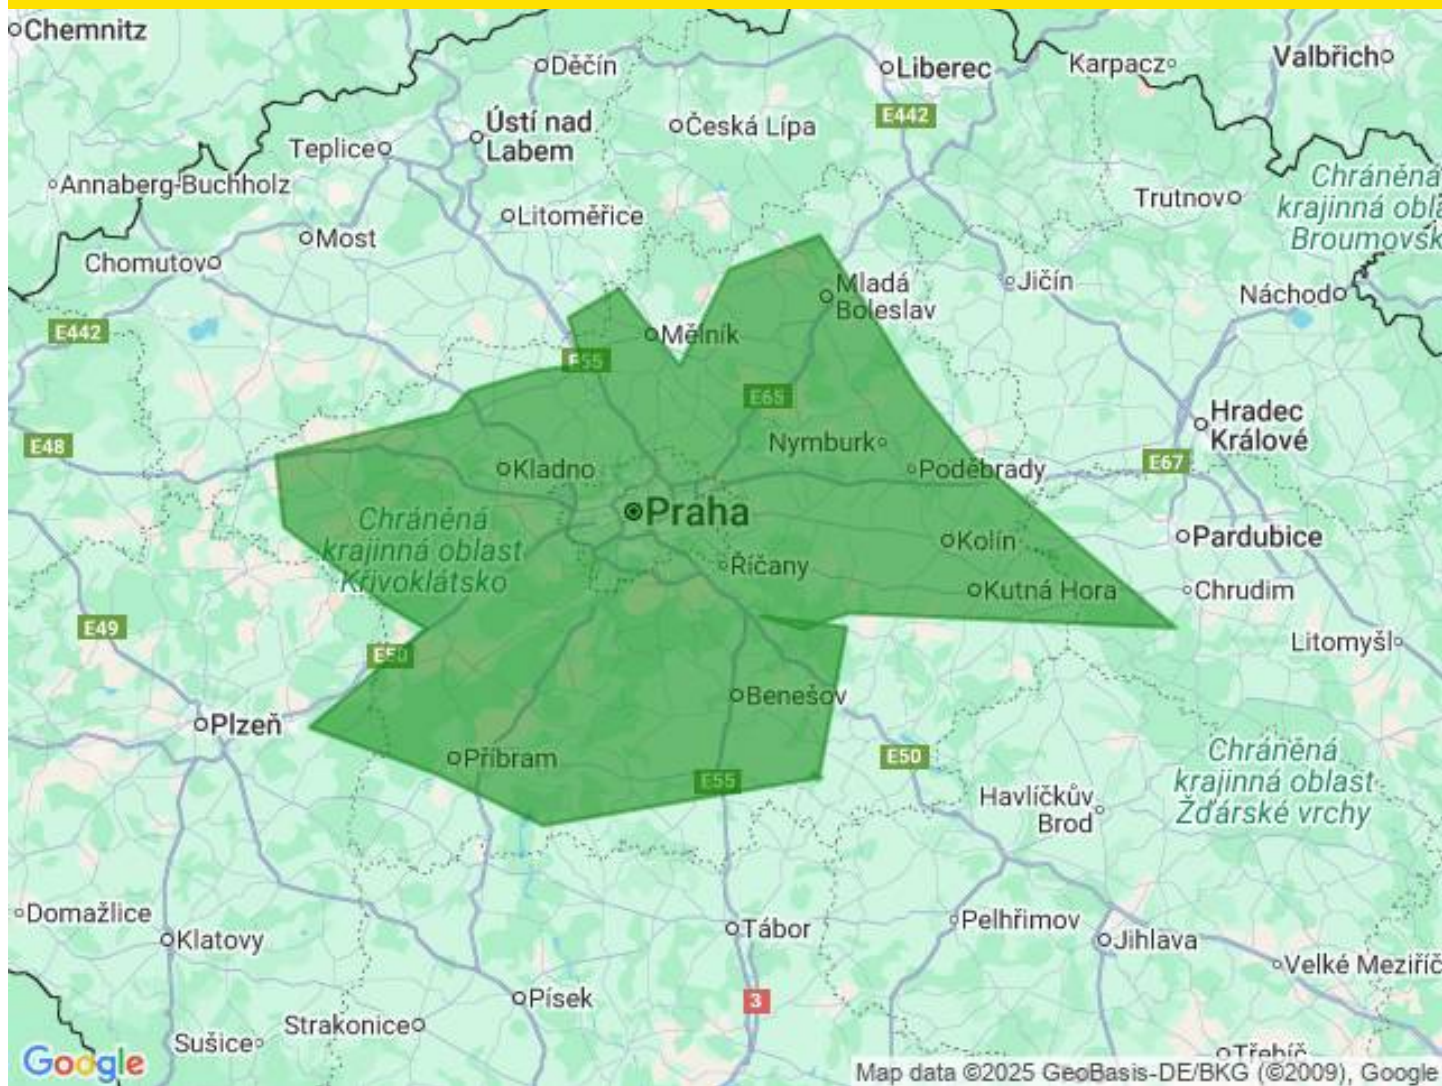 Chemnitz
Děčín
Liberec
Karpacz
Valbřich
E442
Ústí nad
Labem
Česká Lípa
Teplice
Annaberg-Buchholz
Litoměřice
Trutnov
Chráněná
krajinná obla
Broumovsk
Most
Chomutov
Mladá
Boleslav
Jičín
Náchod
E442
Mělník
E55
E65
Hradec
Králové
E48
Nymburk
Poděbrady
E67
Kladno
Praha
Chráněná
krajinná oblast
Křivoklátsko
Kolín
Pardubice
Říčany
Kutná Hora
Chrudim
E49
E50
Litomyšl
Benešov
Plzeň
Příbram
E55
E50
Chráněná
krajinná oblast
Žďárské vrchy
Havlíčkův
Brod
Domažlice
Klatovy
Tábor
Pelhřimov
Jihlava
Velké Meziříč
Písek
3
Strakonice
Sušice
Třebíč
Google
Map data ©2025 GeoBasis-DE/BKG (©2009), Google